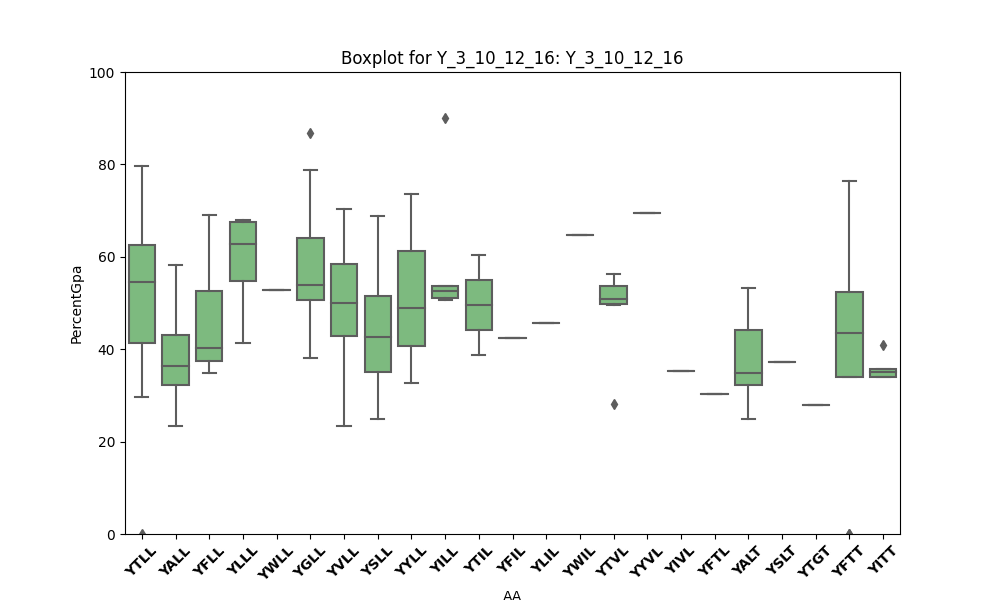 Boxplot for Y_3_10_12_16: Y_3_10_12_16
100
80
60
40
20
0
PercentGpa
YTLL YALL YFLL YLLL YWLL YGLL YVLL YSLL YYLL YILL YTIL YFIL YLIL YWIL YTVL YYVL YIVL YFTL YALT YSLT YTGT YFTT YITT
AA